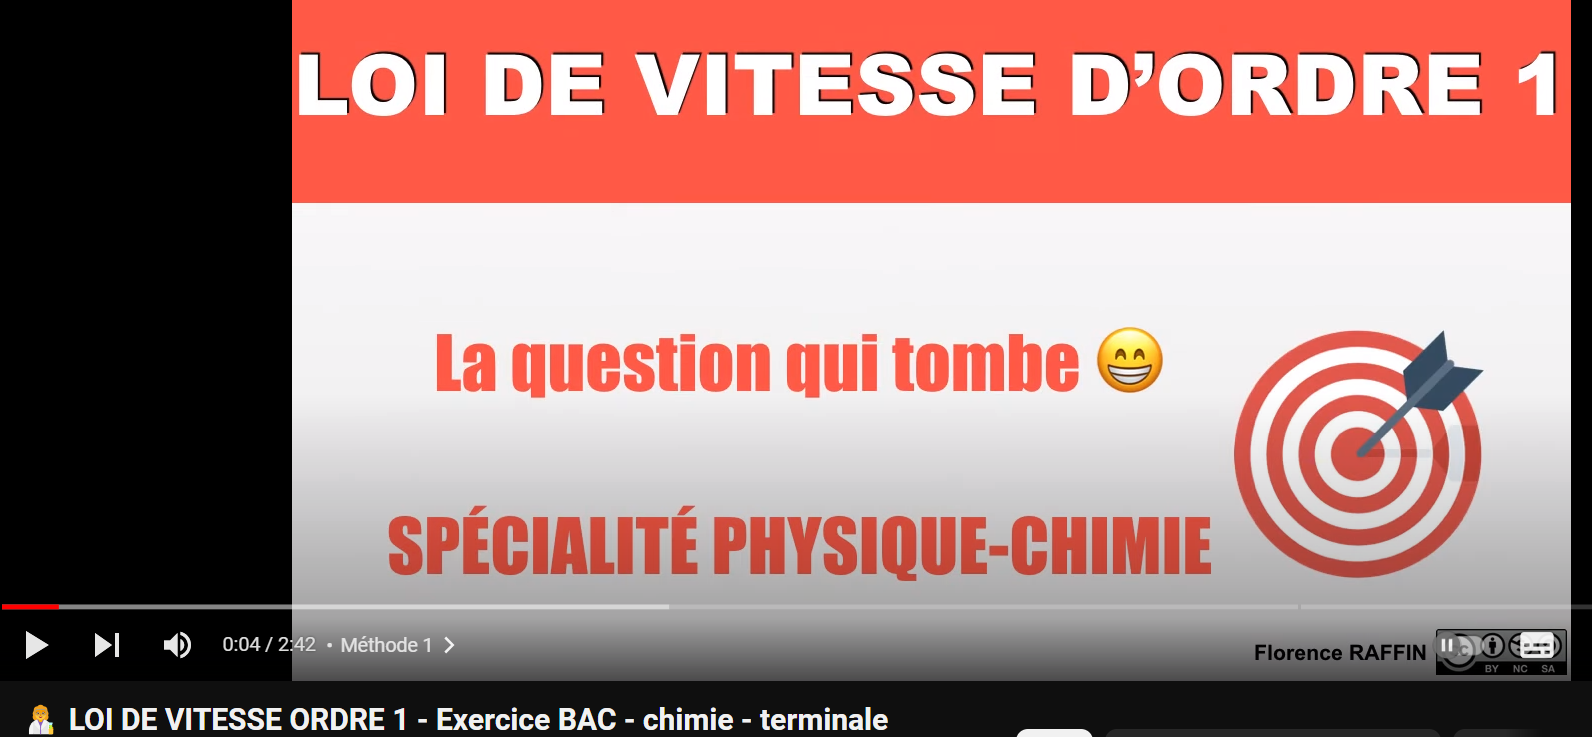 LOI DE VITESSE D’ORDRE 1
La question qui tombe 😁
SPÉCIALITÉ PHYSIQUE-CHIMIE
0:04 / 2:42 • Méthode 1
Florence RAFFIN
BY NC SA
LOI DE VITESSE ORDRE 1 - Exercice BAC - chimie - terminale